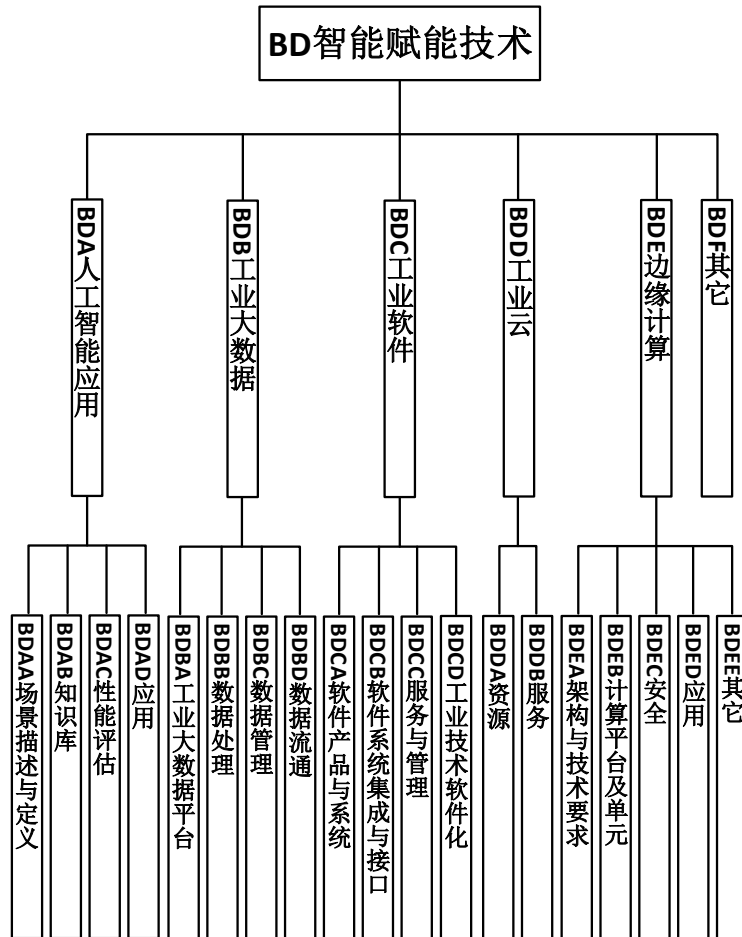 BD智能赋能技术
BDA人工智能应用
BDB工业大数据
BDC工业软件
BDD工业云
BDE边缘计算
BDF其它
BDAA场景描述与定义
BDAB知识库
BDAC性能评估
BDAD应用
BDBA工业大数据平台
BDBB数据处理
BDBC数据管理
BDBD数据流通
BDCA软件产品与系统
BDCB软件系统集成与接口
BDCC服务与管理
BDCD工业技术软件化
BDDA资源
BDDB服务
BDEA架构与技术要求
BDEB计算平台及单元
BDEC安全
BDED应用
BDEE其它